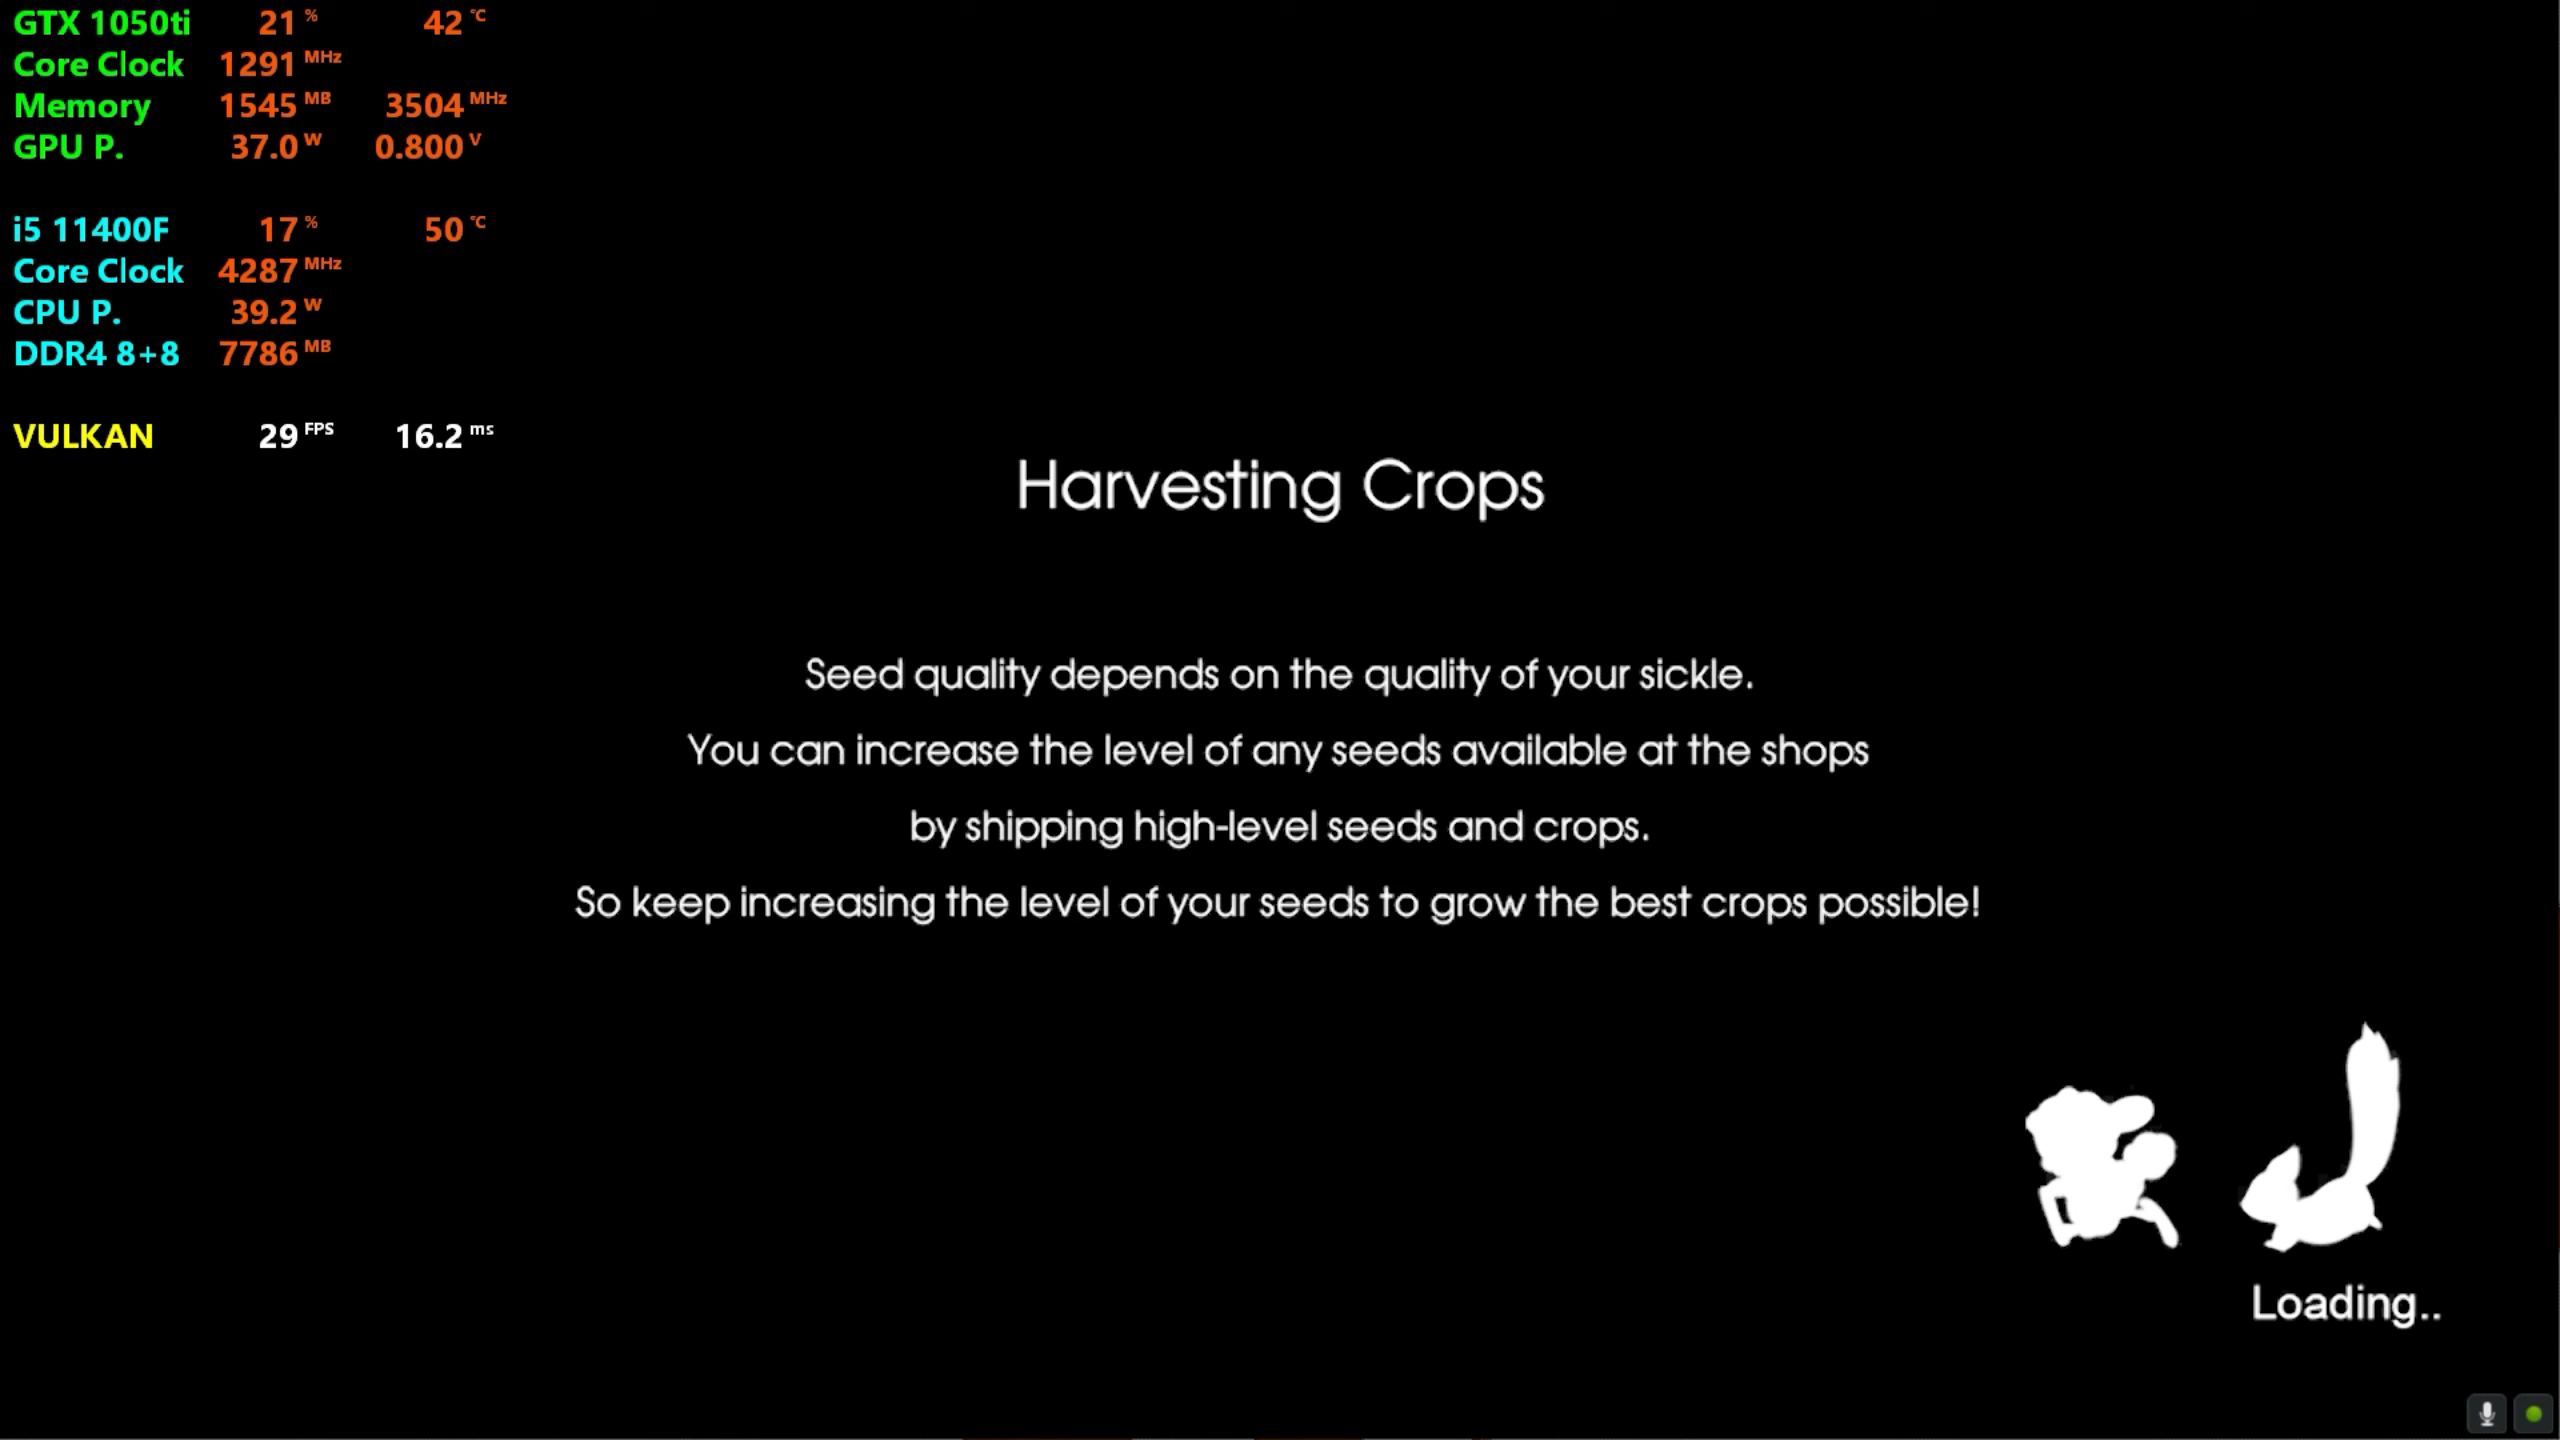 GTX 1050ti 21 % 42 °C
Core Clock 1291 MHz
Memory 1545 MB 3504 MHz
GPU P. 37.0 W 0.800 V
i5 11400F 17 % 50 °C
Core Clock 4287 MHz
CPU P. 39.2 W
DDR4 8+8 7786 MB
VULKAN 29 FPS 16.2 ms
Harvesting Crops
Seed quality depends on the quality of your sickle.
You can increase the level of any seeds available at the shops
by shipping high-level seeds and crops.
So keep increasing the level of your seeds to grow the best crops possible!
Loading..